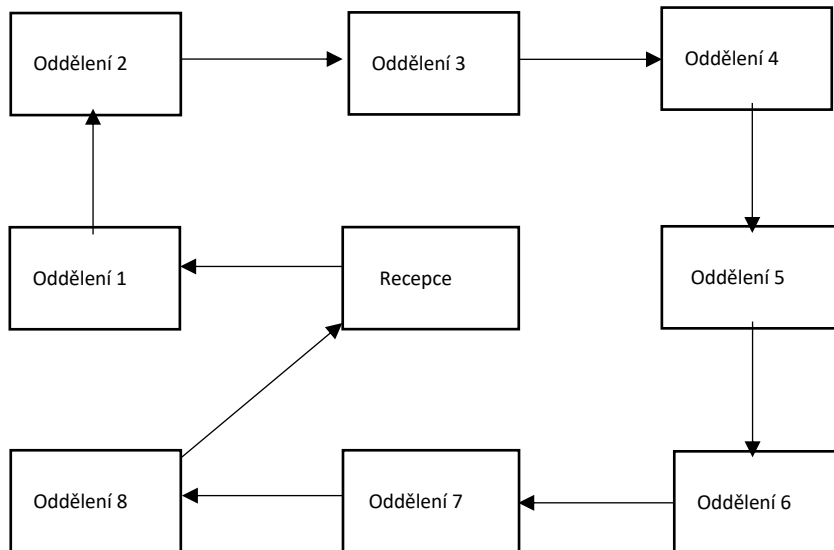 Oddělení 2
Oddělení 3
Oddělení 4
Oddělení 1
Recepce
Oddělení 5
Oddělení 8
Oddělení 7
Oddělení 6